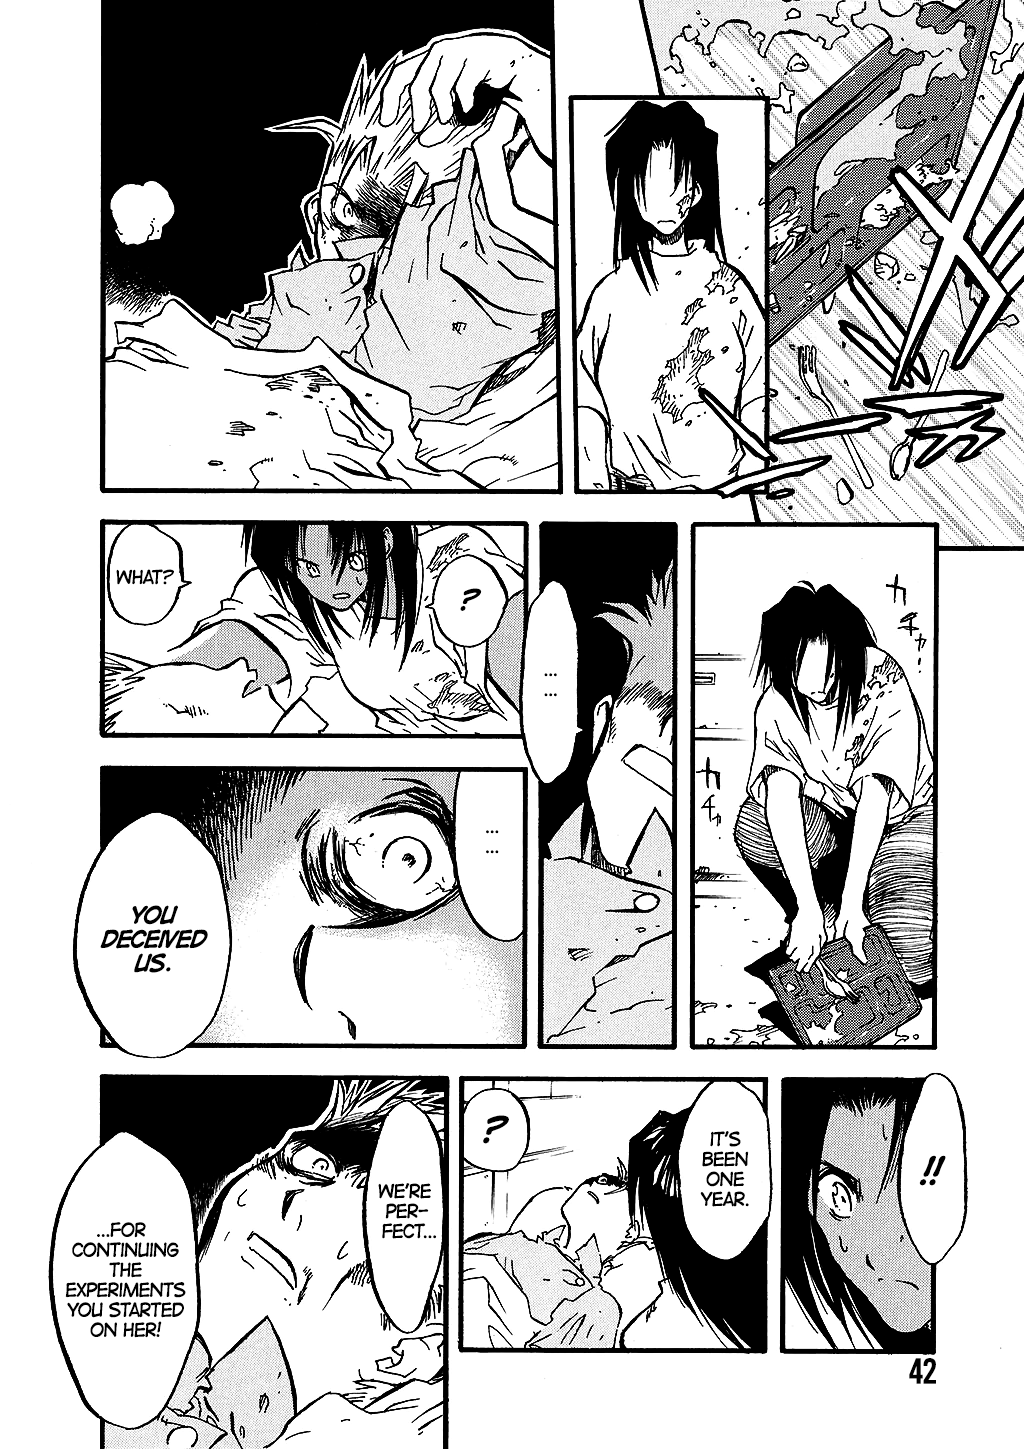 カチャ!
カチャ
......
?
WHAT?
......
YOU
DECEIVED
US.
!!
IT'S
BEEN
ONE
YEAR.
?
WE'RE
PER-
FECT...
...FOR
CONTINUING
THE
EXPERIMENTS
YOU STARTED
ON HER!
42